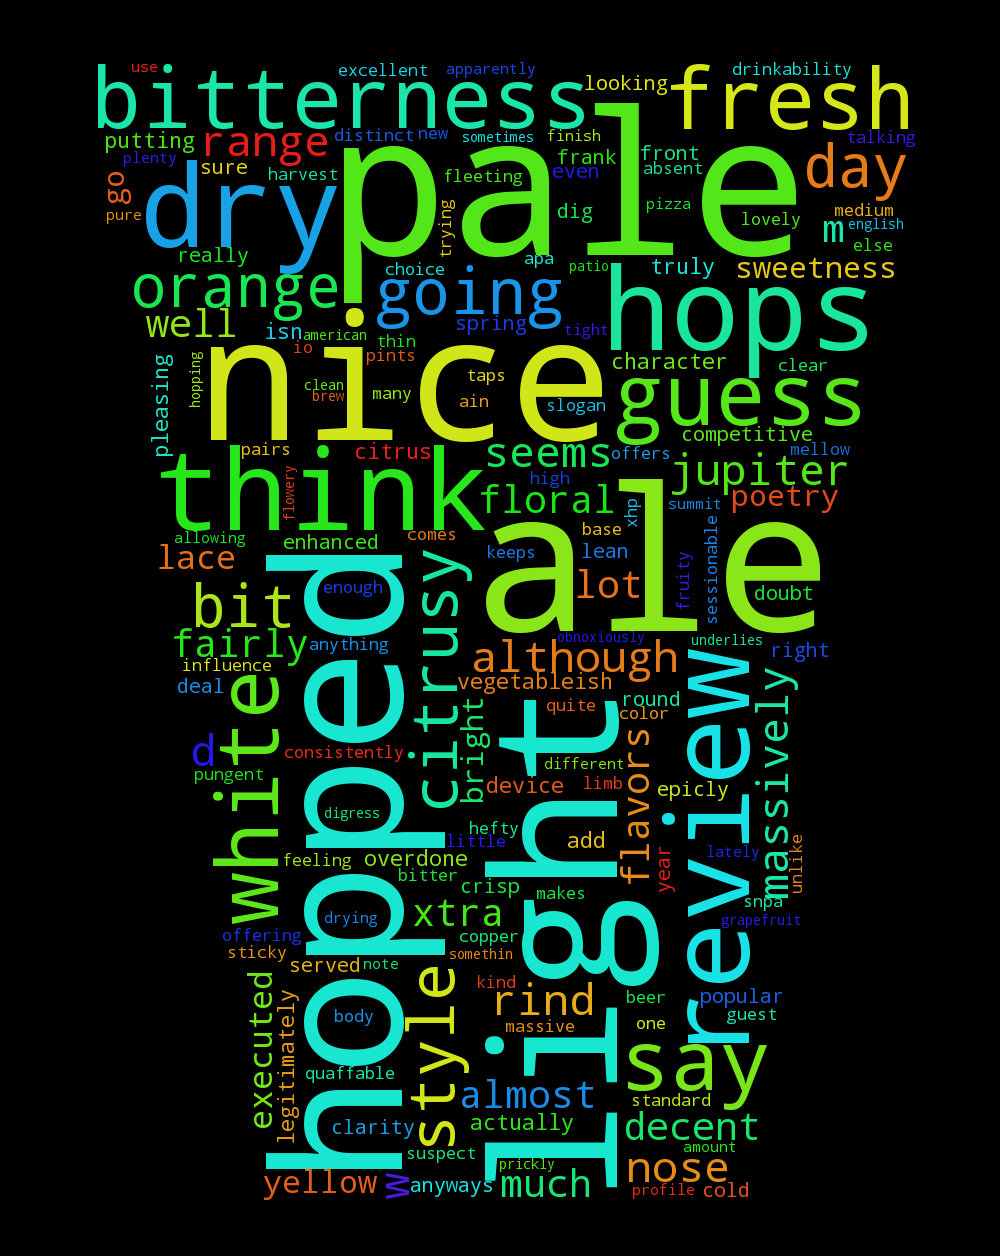 use
excellent
apparently
drinkability
bitterness
looking
fresh
putting
range
distinct
new
sometimes
finish
talking
plenty
sure
harvest
pale
fleeting
frank
even
front
absent
day
go
pure
dry
trying
dig
pizza
lovely
medium
m
english
else
really
choice
apa
patio
truly
sweetness
orange
going
hops
well
isn
american
thin
spring
tight
io
pints
character
clear
pleasing
hopping
nice
clean
brew
many
taps
ain
slogan
guess
competitive
pairs
citrus
seems
offers
mellow
think
flowery
high
jupiter
floral
xhp
summit
poetry
allowing
enhanced
comes
base
ale
lace
keeps
lean
sessionable
bit
enough
hopped
citrusy
lot
fruity
doubt
fairly
anything
obnoxiously
underlies
right
influence
although
deal
white
vegetableish
round
review
massively
quite
color
d
consistently
bright
light
different
flavors
pungent
device
limb
epicly
digress
hefty
little
add
year
lately
unlike
feeling
overdone
bitter
crisp
makes
snpa
drying
xtra
grapefruit
offering
copper
sticky
served
note
somethin
executed
legitimately
style
kind
rind
beer
popular
body
massive
one
guest
quaffable
say
almost
standard
clarity
actually
decent
suspect
prickly
amount
yellow
w
anyways
much
nose
profile
cold